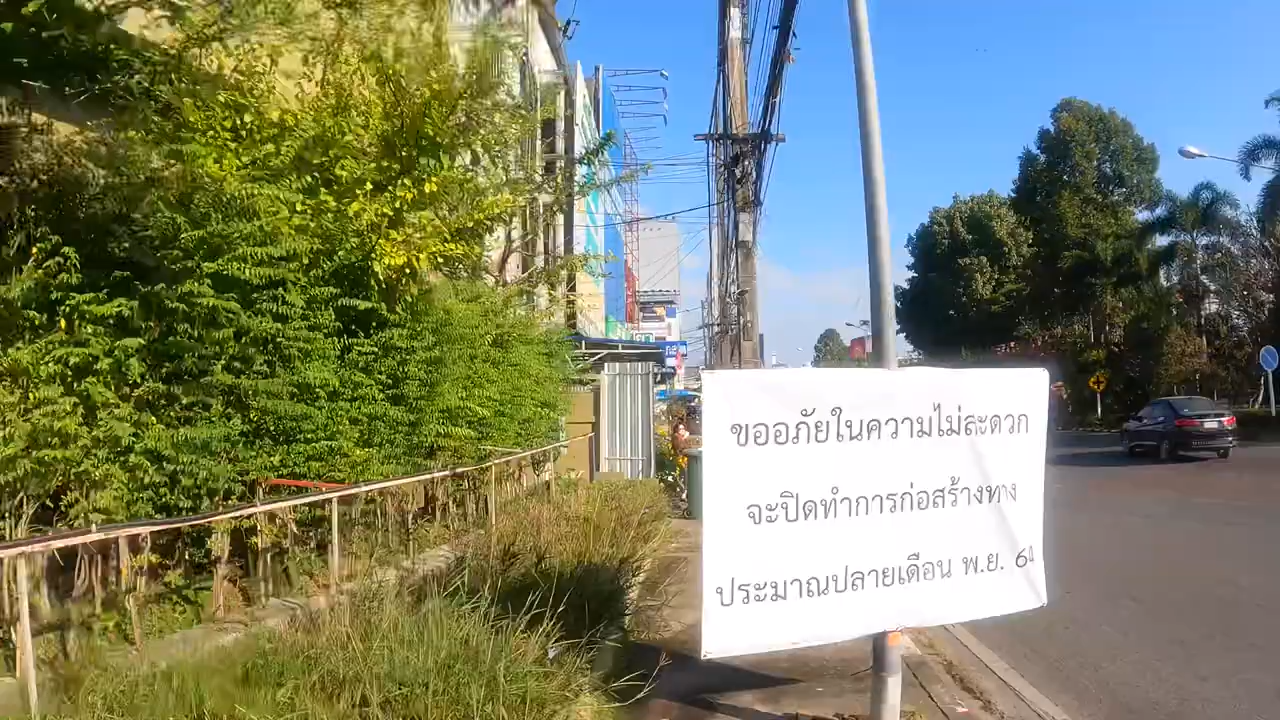 ขออภัยในความไม่สะดวก
จะปิดทำการก่อสร้างทาง
ประมาณปลายเดือน พ.ย.